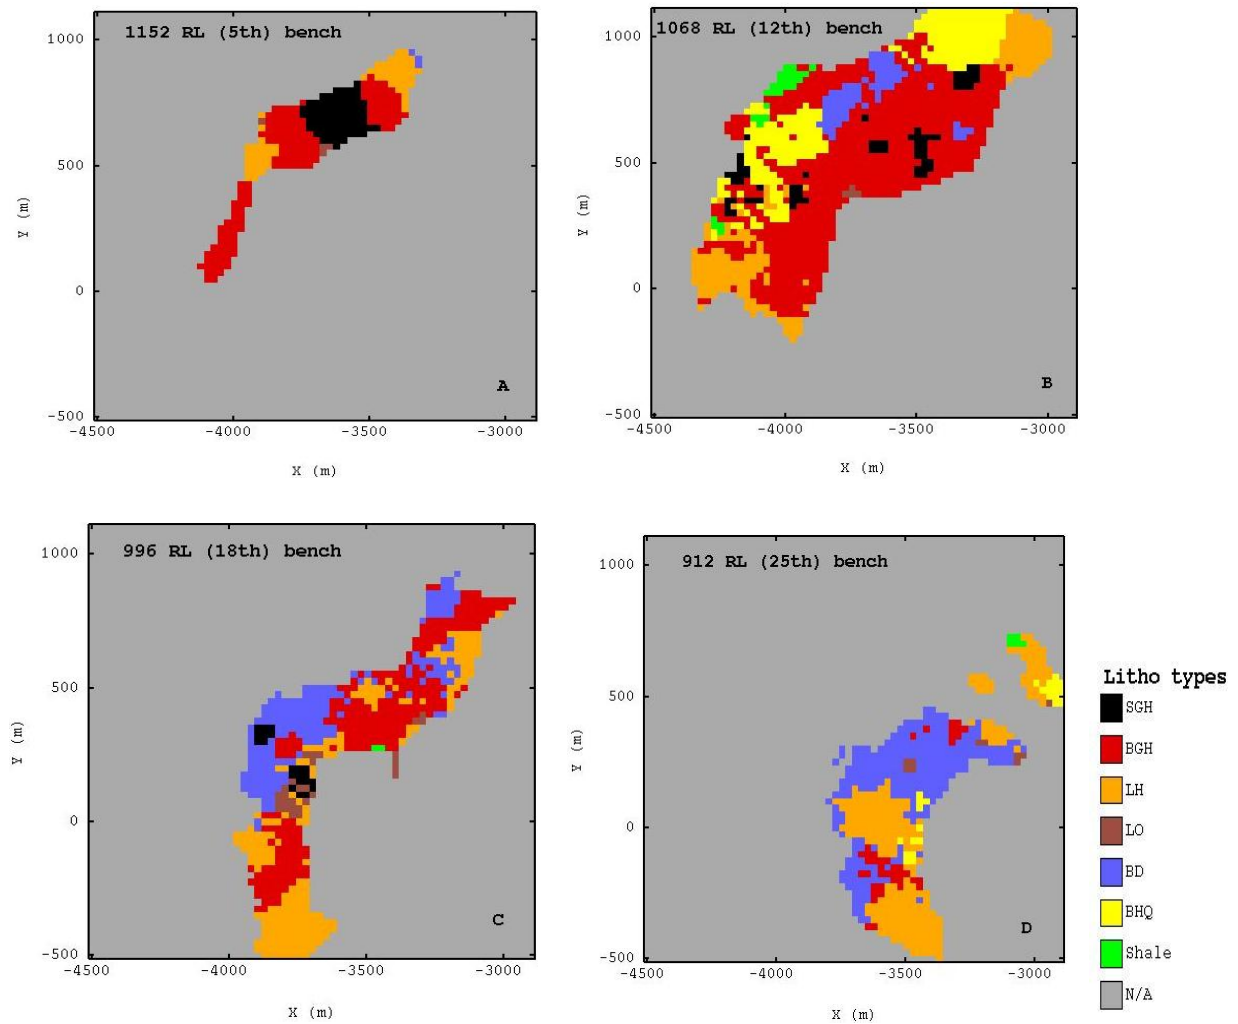 1152 RL (5th) bench
1000
500
0
-500
Y (m)
A
-4500 -4000 -3500 -3000
X (m)
1068 RL (12th) bench
1000
500
0
-500
Y (m)
B
-4500 -4000 -3500 -3000
X (m)
996 RL (18th) bench
1000
500
0
-500
Y (m)
C
-4500 -4000 -3500 -3000
X (m)
912 RL (25th) bench
1000
500
0
-500
Y (m)
D
-4000 -3500 -3000
X (m)
Litho types
SGH
BGH
LH
LO
BD
BHQ
Shale
N/A